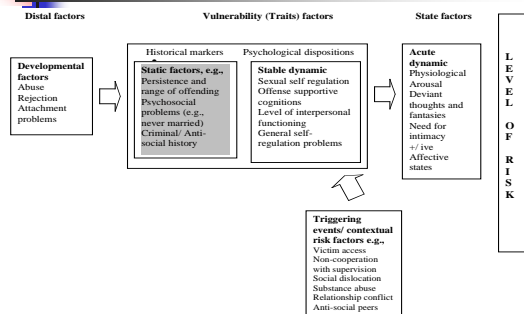 Distal factors
Vulnerability (Traits) factors
State factors
Developmental
factors
Abuse
Rejection
Attachment
problems
Historical markers
Psychological dispositions
Static factors, e.g.,
Persistence and
range of offending
Psychosocial
problems (e.g.,
never married)
Criminal/ Anti-
social history
Stable dynamic
Sexual self regulation
Offense supportive
cognitions
Level of interpersonal
functioning
General self-
regulation problems
Acute
dynamic
Physiological
Arousal
Deviant
thoughts and
fantasies
Need for
intimacy
+/ ive
Affective
states
LEVEL OF RISK
Triggering
events/ contextual
risk factors e.g.,
Victim access
Non-cooperation
with supervision
Social dislocation
Substance abuse
Relationship conflict
Anti-social peers